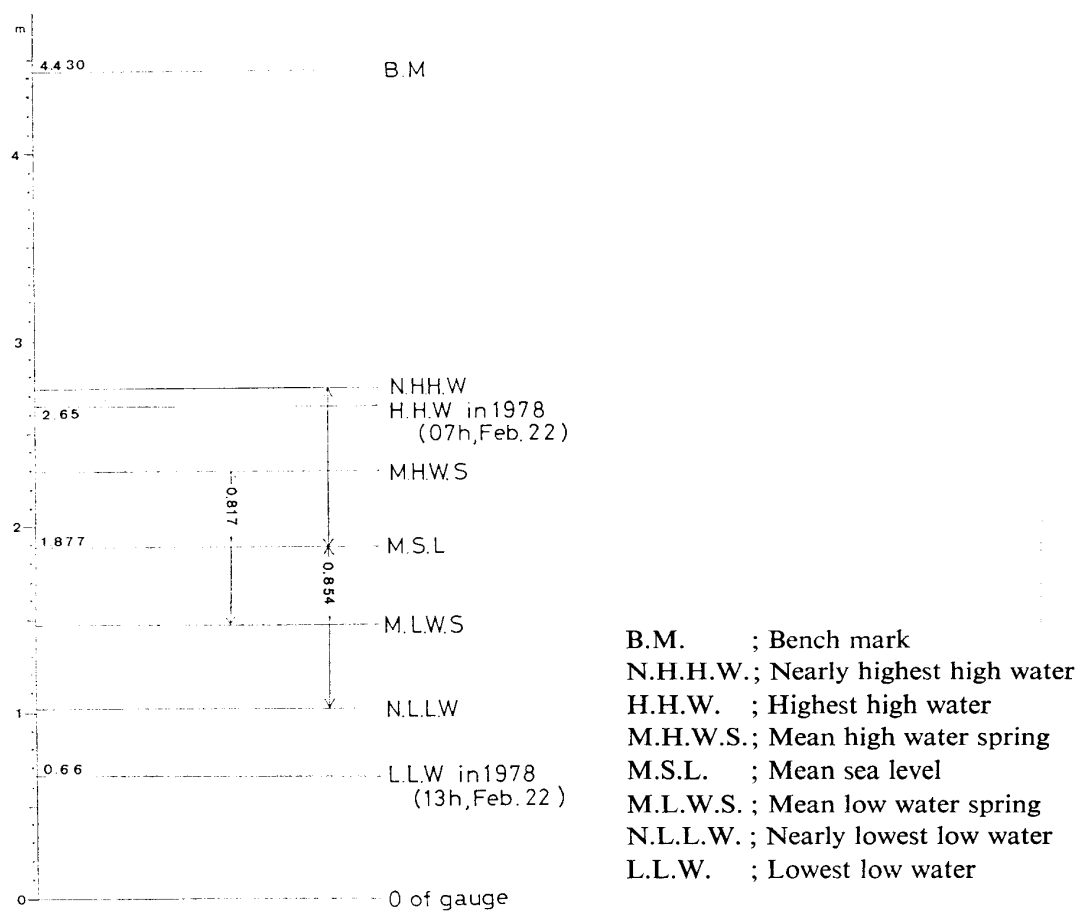 m
4.430 B.M
4
3
N.HH.W
2.65 H.H.W in 1978
(07h, Feb. 22)
M.H.W.S
0.817
2
1.877 M.S.L
0.854
M.L.W.S
1
N.L.L.W
0.66 L.L.W in 1978
(13h, Feb. 22)
0 0 of gauge
B.M. ; Bench mark
N.H.H.W. ; Nearly highest high water
H.H.W. ; Highest high water
M.H.W.S. ; Mean high water spring
M.S.L. ; Mean sea level
M.L.W.S. ; Mean low water spring
N.L.L.W. ; Nearly lowest low water
L.L.W. ; Lowest low water